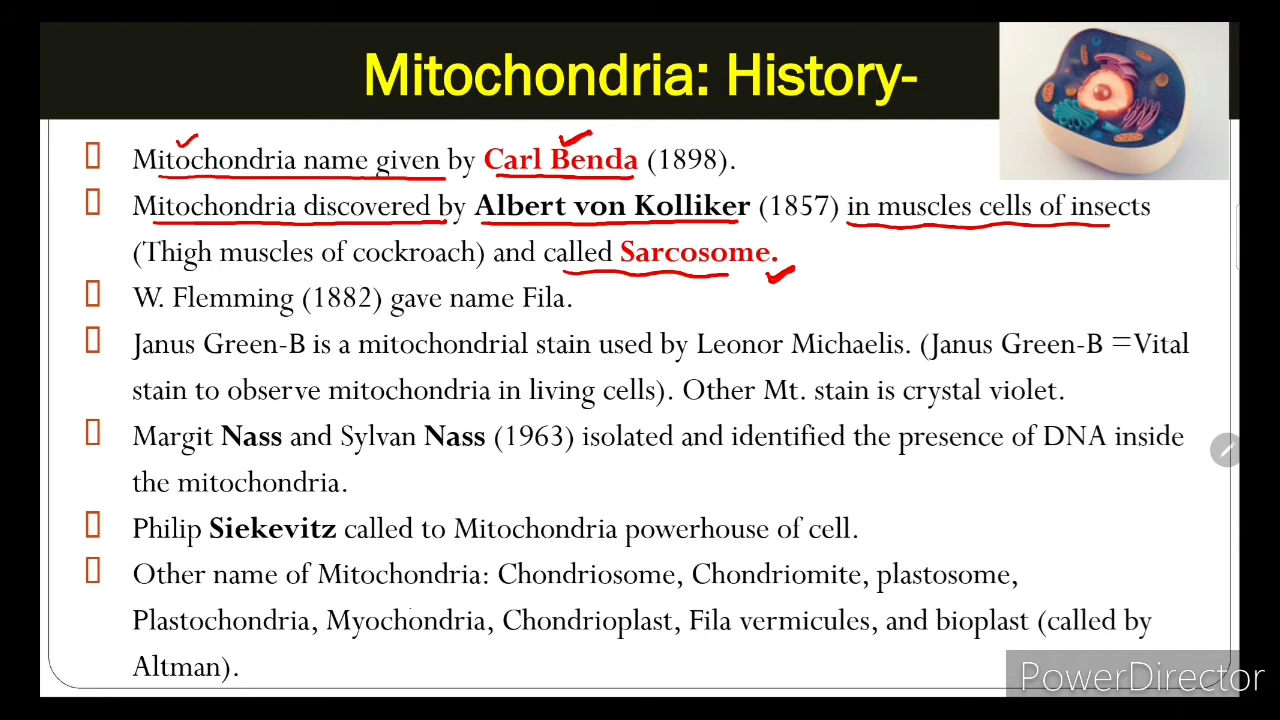 Mitochondria: History-
Mitochondria name given by Carl Benda (1898).
Mitochondria discovered by Albert von Kolliker (1857) in muscles cells of insects
(Thigh muscles of cockroach) and called Sarcosome.
W. Flemming (1882) gave name Fila.
Janus Green-B is a mitochondrial stain used by Leonor Michaelis. (Janus Green-B =Vital
stain to observe mitochondria in living cells). Other Mt. stain is crystal violet.
Margit Nass and Sylvan Nass (1963) isolated and identified the presence of DNA inside
the mitochondria.
Philip Siekevitz called to Mitochondria powerhouse of cell.
Other name of Mitochondria: Chondriosome, Chondriomite, plastosome,
Plastochondria, Myochondria, Chondrioplast, Fila vermicules, and bioplast (called by
Altman).
PowerDirector